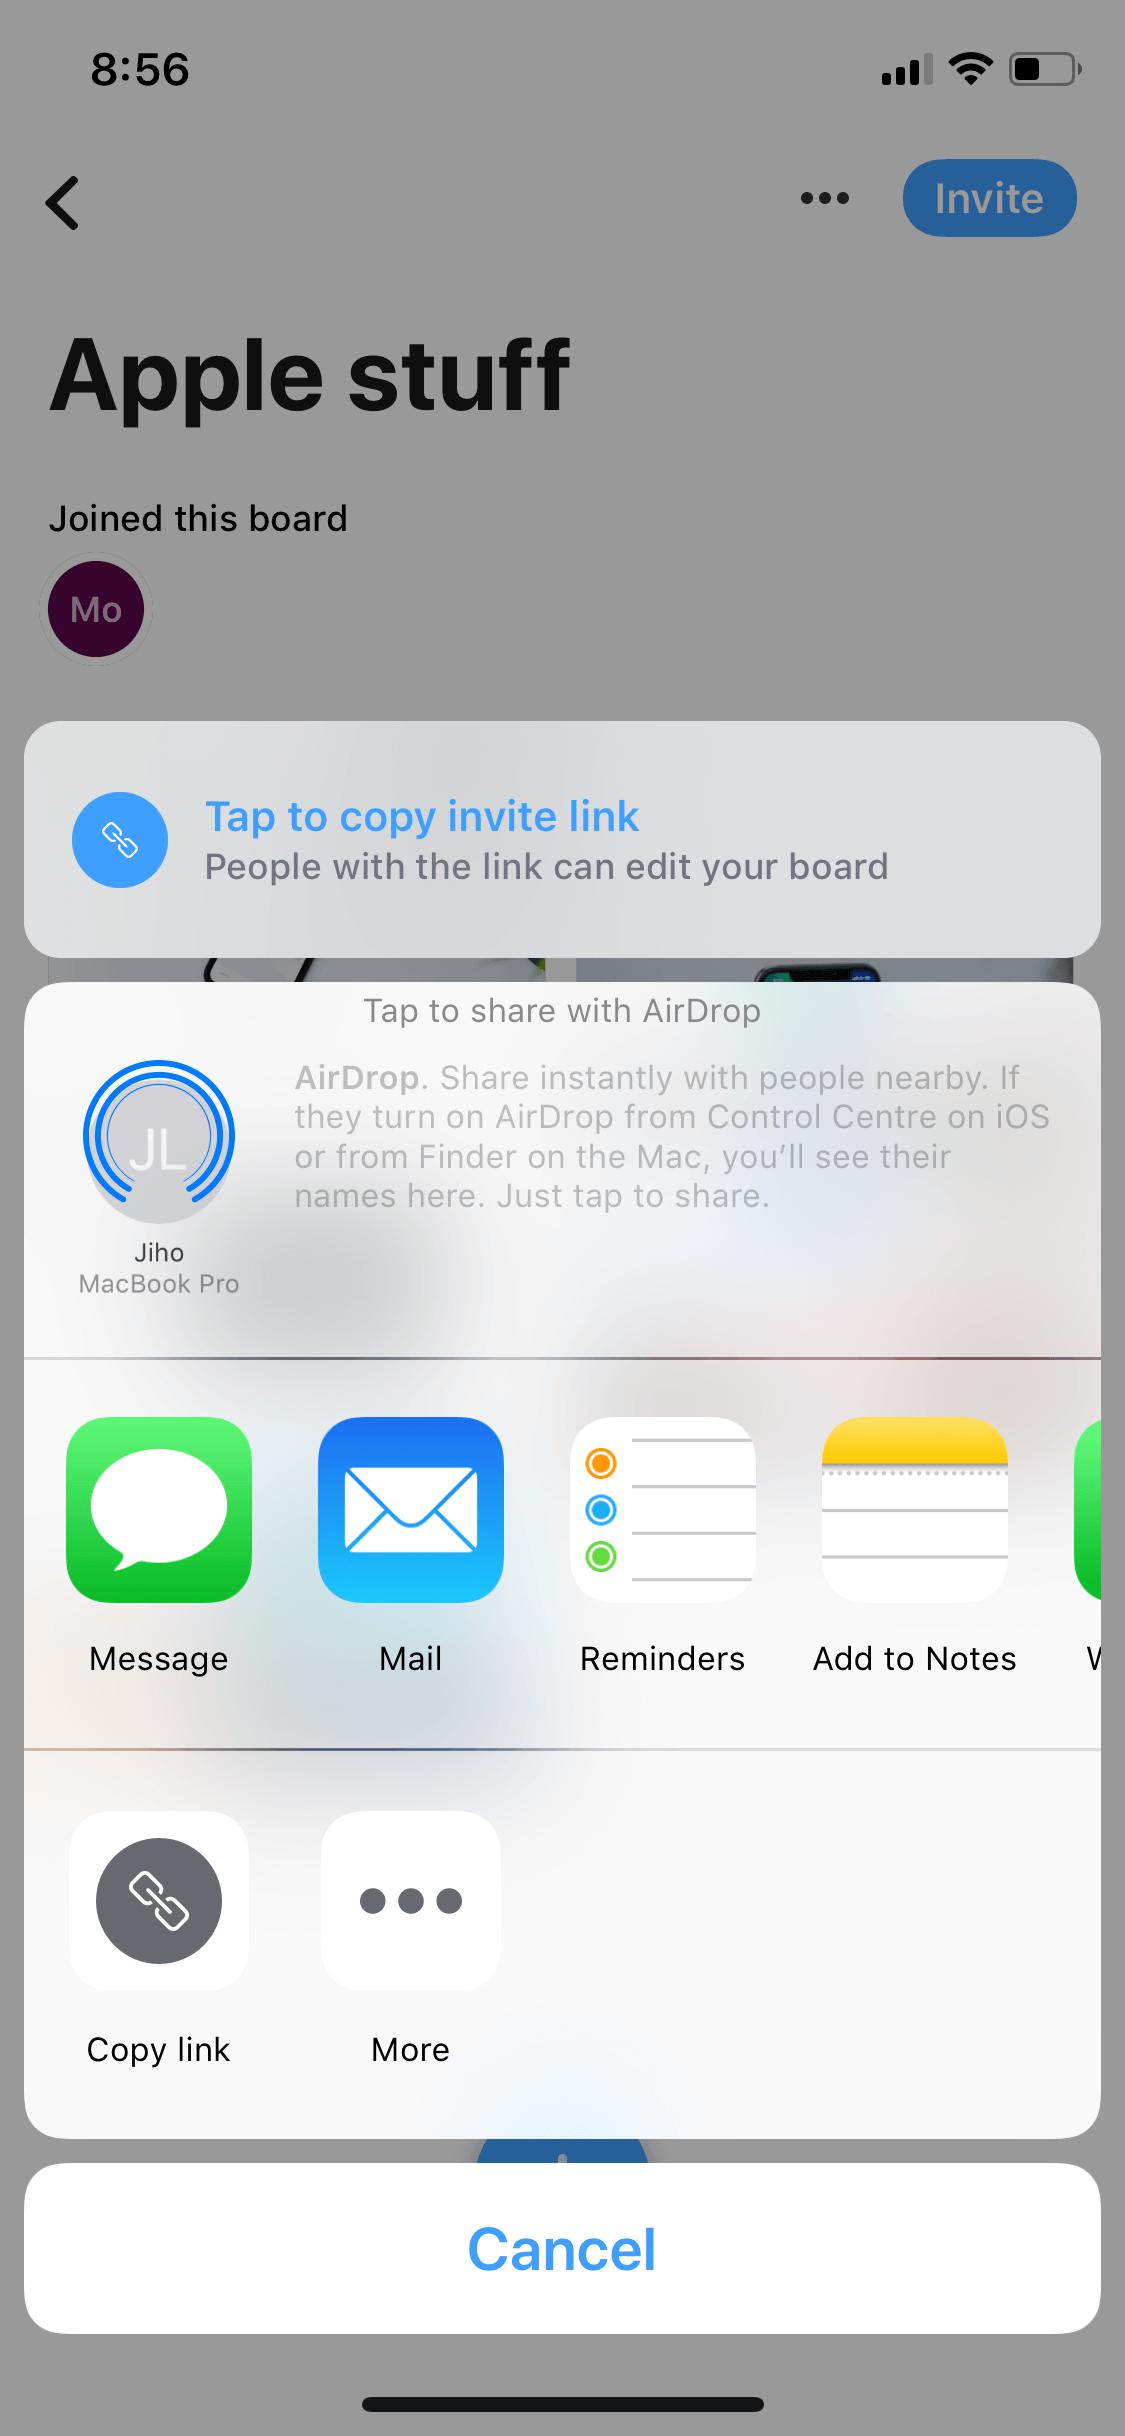 8:56
Invite
Apple stuff
Joined this board
Mo
Tap to copy invite link
People with the link can edit your board
Tap to share with AirDrop
JL
Jiho
MacBook Pro
AirDrop. Share instantly with people nearby. If
they turn on AirDrop from Control Centre on iOS
or from Finder on the Mac, you’ll see their
names here. Just tap to share.
Message
Mail
Reminders
Add to Notes
Copy link
More
Cancel